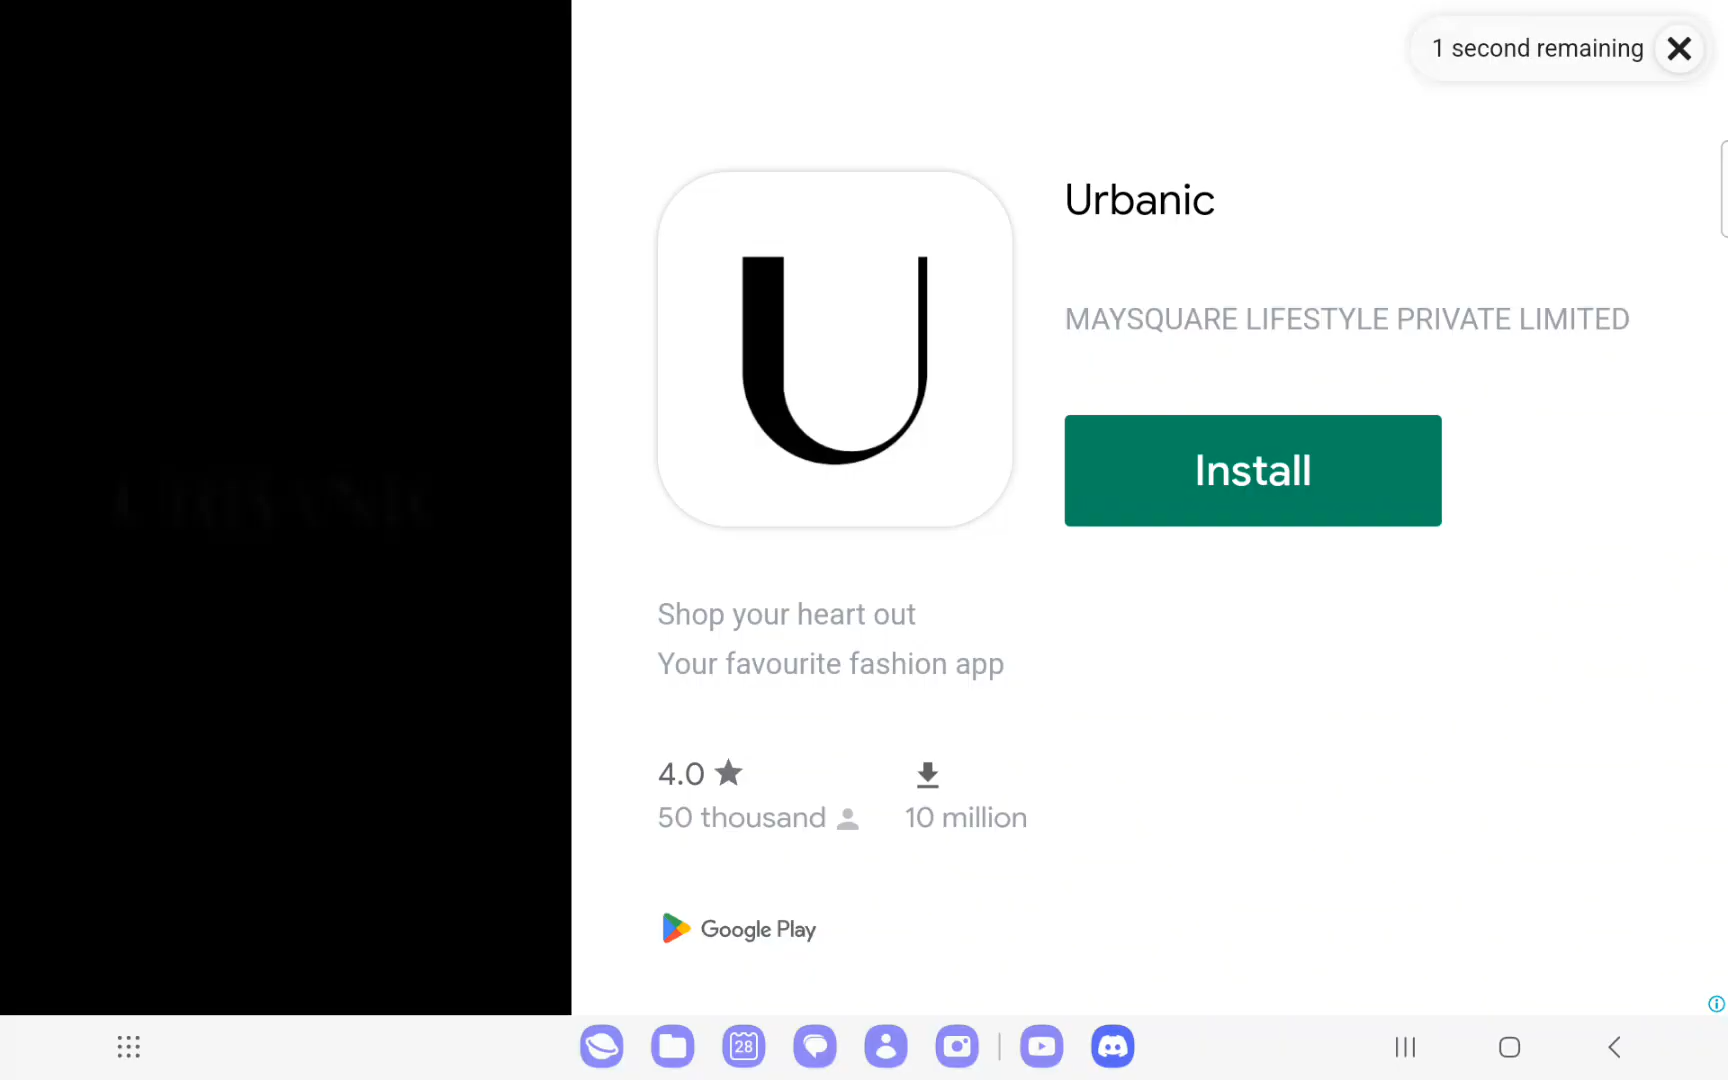 1 second remaining
Urbanic
MAYSQUARE LIFESTYLE PRIVATE LIMITED
U
Install
Shop your heart out
Your favourite fashion app
4.0
50 thousand
10 million
Google Play
28